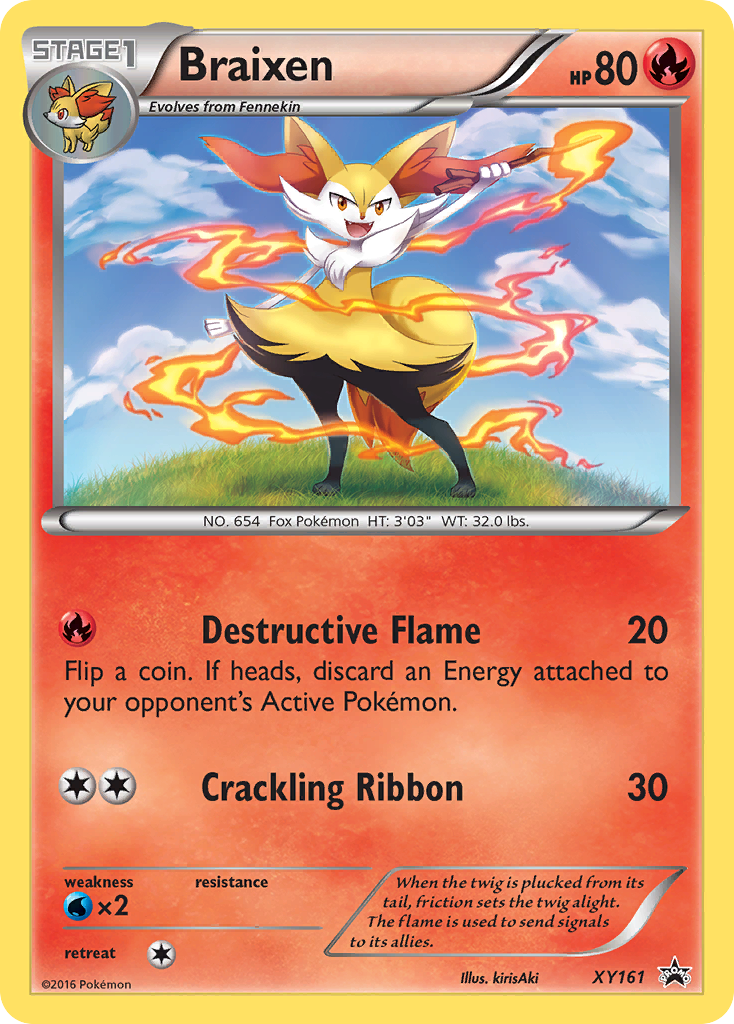 STAGE1
Braixen
HP 80
Evolves from Fennekin
NO. 654 Fox Pokémon HT: 3'03" WT: 32.0 lbs.
Destructive Flame 20
Flip a coin. If heads, discard an Energy attached to
your opponent's Active Pokémon.
Crackling Ribbon 30
weakness resistance
×2
retreat
When the twig is plucked from its
tail, friction sets the twig alight.
The flame is used to send signals
to its allies.
©2016 Pokémon
Illus. kirisAki
XY161
PROMO